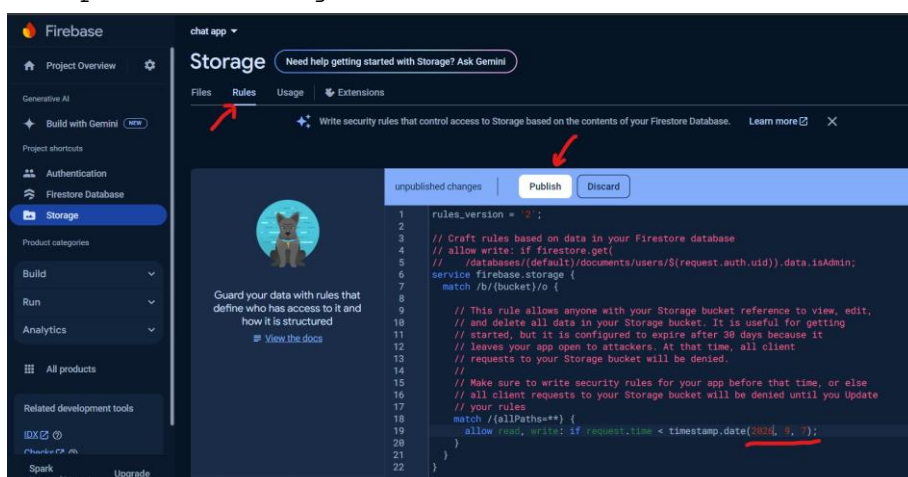 Firebase
Project Overview
Generative AI
Build with Gemini NEW
Project shortcuts
Authentication
Firestore Database
Storage
Product categories
Build
Run
Analytics
All products
Related development tools
IDX
Checks
Spark
Upgrade
chat app
Storage
Need help getting started with Storage? Ask Gemini
Files Rules Usage Extensions
Write security rules that control access to Storage based on the contents of your Firestore Database. Learn more
Guard your data with rules that
define who has access to it and
how it is structured
View the docs
unpublished changes Publish Discard
1 rules_version = '2';
2
3 // Craft rules based on data in your Firestore database
4 // allow write: if firestore.get(
5 // /databases/(default)/documents/users/$(request.auth.uid)).data.isAdmin;
6 service firebase.storage {
7 match /b/{bucket}/o {
8
9 // This rule allows anyone with your Storage bucket reference to view, edit,
10 // and delete all data in your Storage bucket. It is useful for getting
11 // started, but it is configured to expire after 30 days because it
12 // leaves your app open to attackers. At that time, all client
13 // requests to your Storage bucket will be denied.
14 //
15 // Make sure to write security rules for your app before that time, or else
16 // all client requests to your Storage bucket will be denied until you Update
17 // your rules
18 match /{allPaths=**} {
19 allow read, write: if request.time < timestamp.date(2026, 9, 7);
20 }
21 }
22 }